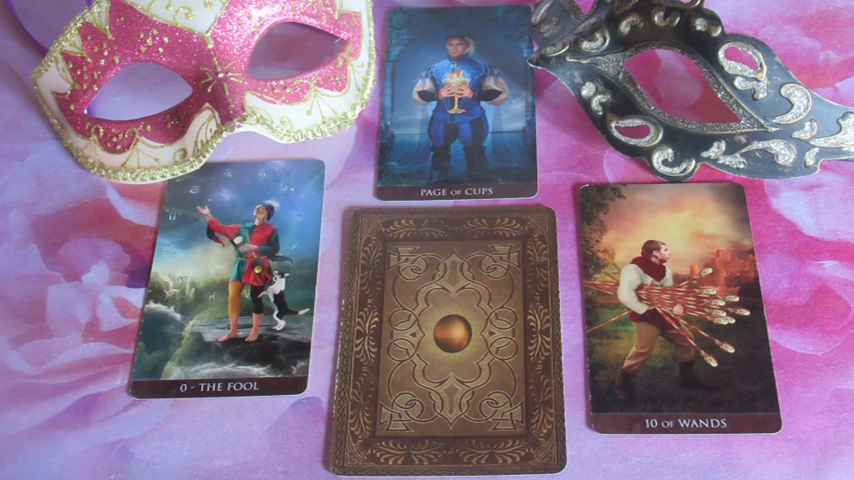 PAGE OF CUPS
0 - THE FOOL
10 OF WANDS